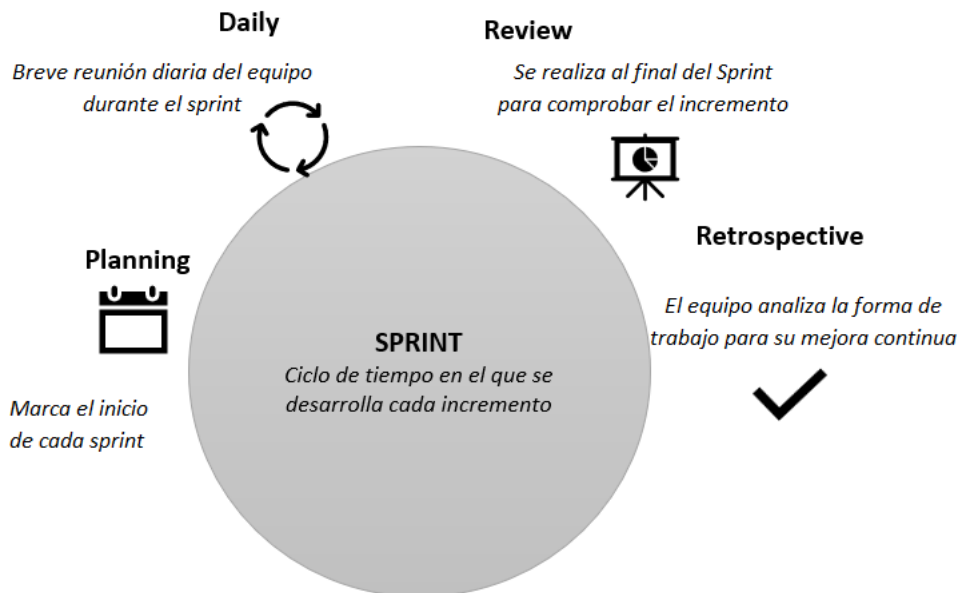 Daily
Breve reunión diaria del equipo
durante el sprint
Review
Se realiza al final del Sprint
para comprobar el incremento
Planning
Marca el inicio
de cada sprint
SPRINT
Ciclo de tiempo en el que se
desarrolla cada incremento
Retrospective
El equipo analiza la forma de
trabajo para su mejora continua